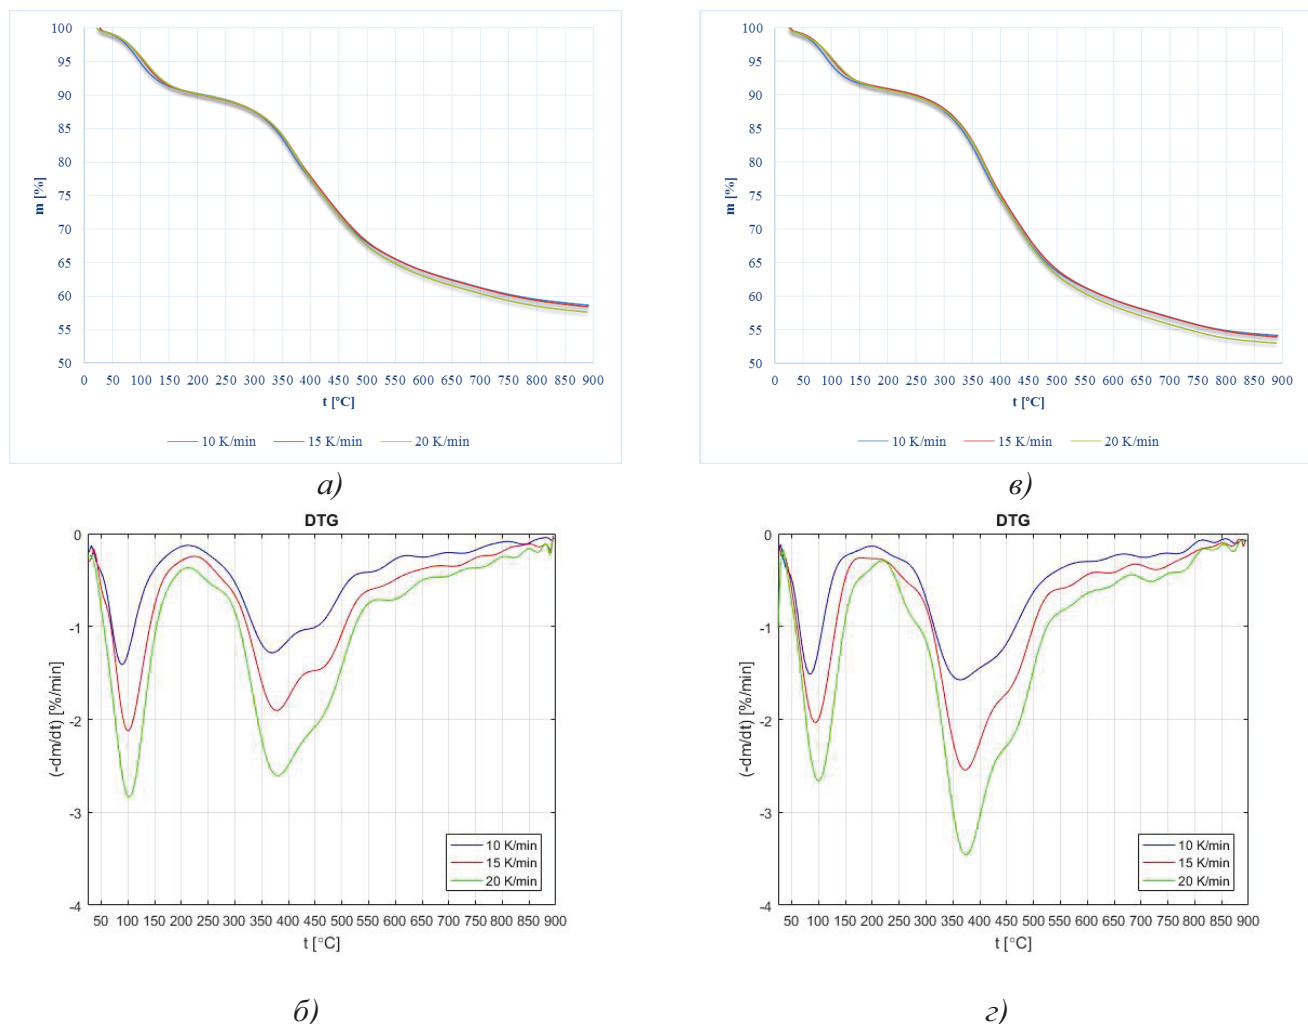 100
95
90
85
80
75
70
65
60
55
50
m [%]
0 50 100 150 200 250 300 350 400 450 500 550 600 650 700 750 800 850 900
t [°C]
10 K/min 15 K/min 20 K/min
а)
100
95
90
85
80
75
70
65
60
55
50
m [%]
0 50 100 150 200 250 300 350 400 450 500 550 600 650 700 750 800 850 900
t [°C]
10 K/min 15 K/min 20 K/min
в)
DTG
0
-1
-2
-3
-4
(-dm/dt) [%/min]
10 K/min
15 K/min
20 K/min
50 100 150 200 250 300 350 400 450 500 550 600 650 700 750 800 850 900
t [°C]
б)
DTG
0
-1
-2
-3
-4
(-dm/dt) [%/min]
10 K/min
15 K/min
20 K/min
50 100 150 200 250 300 350 400 450 500 550 600 650 700 750 800 850 900
t [°C]
г)